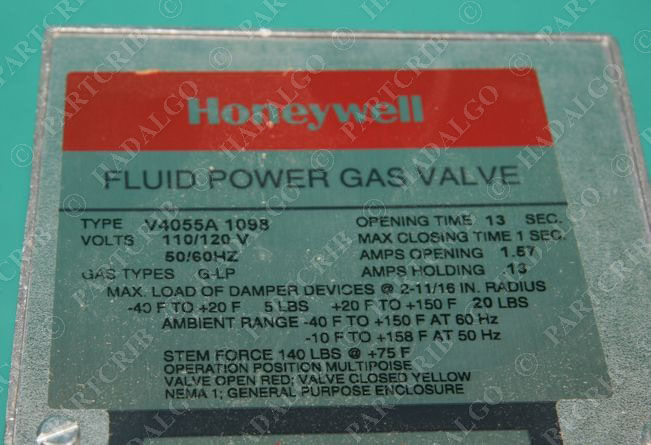 Honeywell
FLUID POWER GAS VALVE
TYPE V4055A 1098 OPENING TIME 13 SEC.
VOLTS 110/120 V MAX CLOSING TIME 1 SEC.
50/60HZ AMPS OPENING 1.57
GAS TYPES G-LP AMPS HOLDING 13
MAX. LOAD OF DAMPER DEVICES @ 2-11/16 IN. RADIUS
-40 F TO +20 F 5 LBS +20 F TO +150 F 20 LBS
AMBIENT RANGE -40 F TO +150 F AT 60 Hz
-10 F TO +158 F AT 50 Hz
STEM FORCE 140 LBS @ +75 F
OPERATION POSITION MULTIPOISE
VALVE OPEN RED; VALVE CLOSED YELLOW
NEMA 1; GENERAL PURPOSE ENCLOSURE
© PARTCRIB © HADALGO